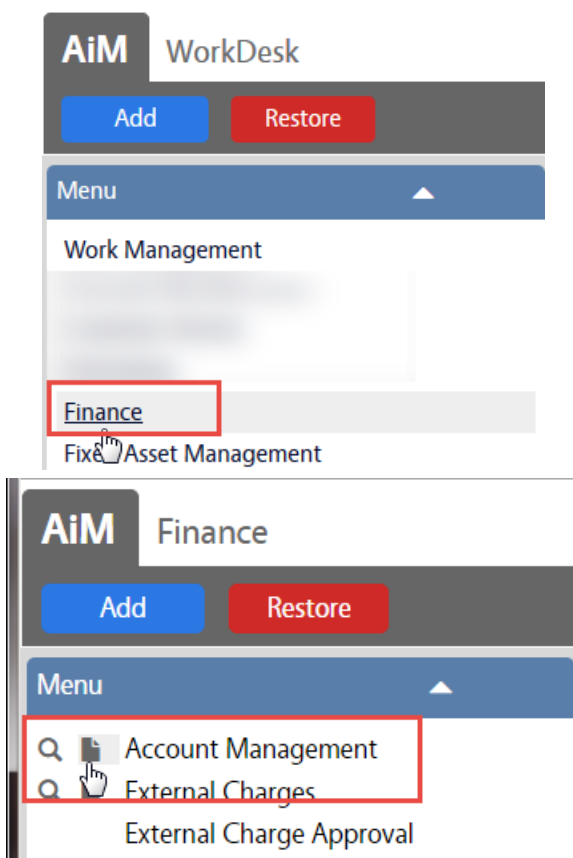 AiM WorkDesk
Add Restore
Menu
Work Management
Finance
Fixed Asset Management
AiM Finance
Add Restore
Menu
Account Management
External Charges
External Charge Approval